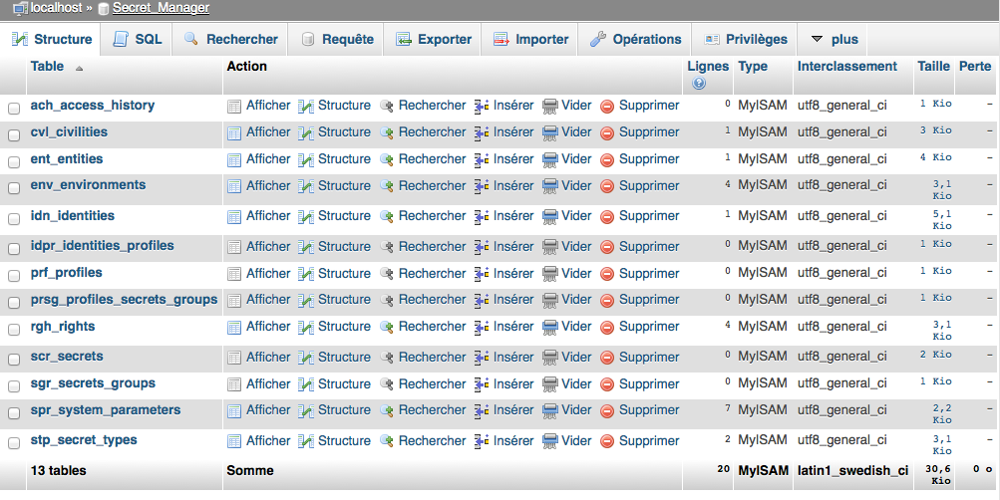 localhost » Secret_Manager
Structure SQL Rechercher Requête Exporter Importer Opérations Privilèges plus
Table Action Lignes Type Interclassement Taille Perte
ach_access_history Afficher Structure Rechercher Insérer Vider Supprimer 0 MyISAM utf8_general_ci 1 Kio -
cvl_civilities Afficher Structure Rechercher Insérer Vider Supprimer 1 MyISAM utf8_general_ci 3 Kio -
ent_entities Afficher Structure Rechercher Insérer Vider Supprimer 1 MyISAM utf8_general_ci 4 Kio -
env_environments Afficher Structure Rechercher Insérer Vider Supprimer 4 MyISAM utf8_general_ci 3,1 Kio -
idn_identities Afficher Structure Rechercher Insérer Vider Supprimer 1 MyISAM utf8_general_ci 5,1 Kio -
idpr_identities_profiles Afficher Structure Rechercher Insérer Vider Supprimer 0 MyISAM utf8_general_ci 1 Kio -
prf_profiles Afficher Structure Rechercher Insérer Vider Supprimer 0 MyISAM utf8_general_ci 1 Kio -
prsg_profiles_secrets_groups Afficher Structure Rechercher Insérer Vider Supprimer 0 MyISAM utf8_general_ci 1 Kio -
rgh_rights Afficher Structure Rechercher Insérer Vider Supprimer 4 MyISAM utf8_general_ci 3,1 Kio -
scr_secrets Afficher Structure Rechercher Insérer Vider Supprimer 0 MyISAM utf8_general_ci 2 Kio -
sgr_secrets_groups Afficher Structure Rechercher Insérer Vider Supprimer 0 MyISAM utf8_general_ci 1 Kio -
spr_system_parameters Afficher Structure Rechercher Insérer Vider Supprimer 7 MyISAM utf8_general_ci 2,2 Kio -
stp_secret_types Afficher Structure Rechercher Insérer Vider Supprimer 2 MyISAM utf8_general_ci 3,1 Kio -
13 tables Somme 20 MyISAM latin1_swedish_ci 30,6 Kio 0 o